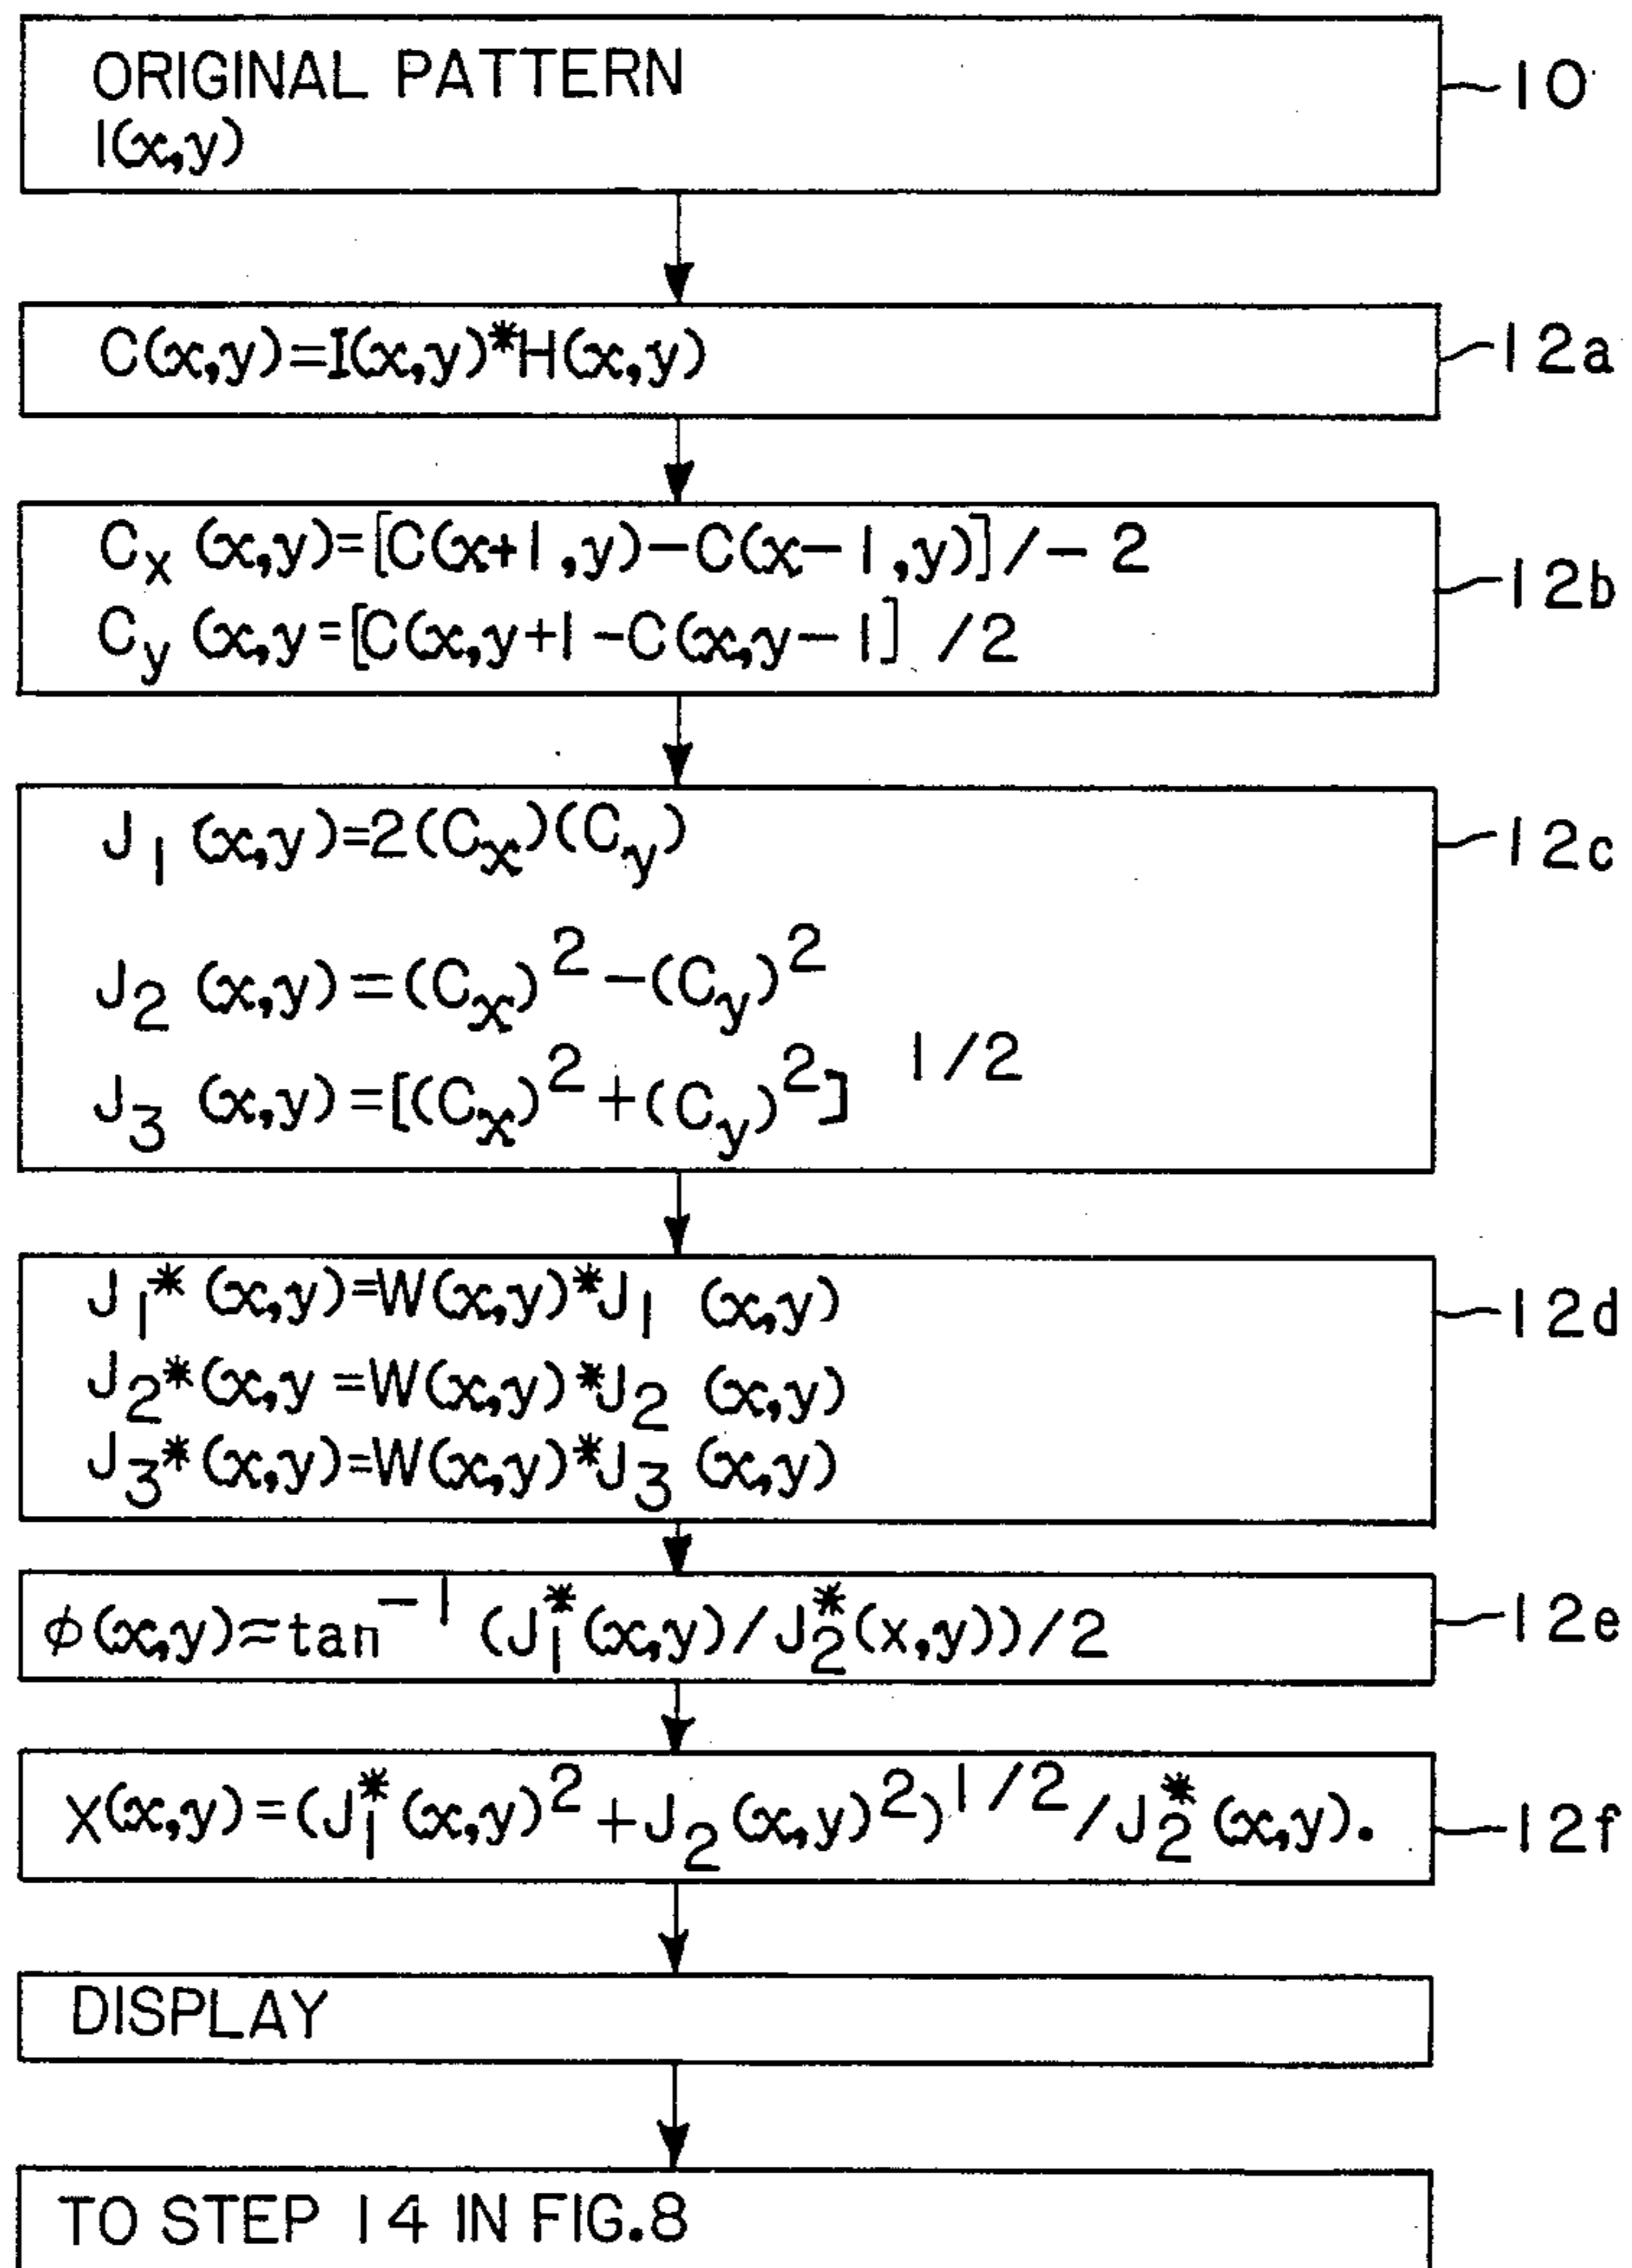 ORIGINAL PATTERN
I(x,y)
10
C(x,y)=I(x,y)*H(x,y)
12a
Cx (x,y)=[C(x+1,y)-C(x-1,y)]/-2
Cy (x,y=[C(x,y+1-C(x,y-1] /2
12b
J1 (x,y)=2(Cx)(Cy)
J2 (x,y)=(Cx)2-(Cy)2
J3 (x,y)=[(Cx)2+(Cy)2] 1/2
12c
J1* (x,y)=W(x,y)*J1 (x,y)
J2*(x,y =W(x,y)*J2 (x,y)
J3*(x,y)=W(x,y)*J3 (x,y)
12d
ϕ(x,y)≈tan-1 (J1*(x,y)/J2*(x,y))/2
12e
X(x,y)=(J1*(x,y)2+J2(x,y)2)1/2/J2*(x,y).
12f
DISPLAY
TO STEP 14 IN FIG.8